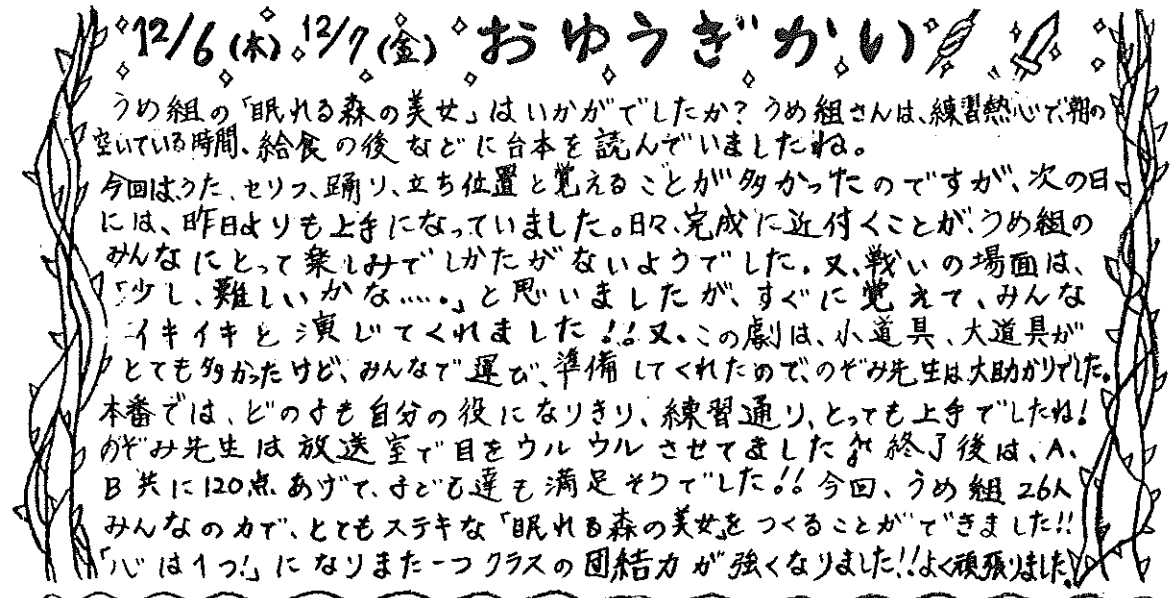 12/6(木) 12/7(金) おゆうぎかい
うめ組の「眠れる森の美女」はいかがでしたか？うめ組さんは、練習熱心で、朝の
空いている時間、給食の後などに台本を読んでいましたね。
今回は、うた、セリフ、踊り、立ち位置と覚えることが多かったのですが、次の日
には、昨日よりも上手になっていました。日々、完成に近付くことが、うめ組の
みんなにとって楽しみでしかたがないようでした。又、戦いの場面は、
「少し、難しいかな……。」と思いましたが、すぐに覚えて、みんな
イキイキと演じてくれました!!又、この劇は、小道具、大道具が
とても多かったけど、みんなで運び、準備してくれたので、のぞみ先生は大助かりでした。
本番では、どの子も自分の役になりきり、練習通り、とっても上手でしたね!
のぞみ先生は放送室で目をウルウルさせてました 終了後は、A、
B共に120点あげて、子ども達も満足そうでした!!今回、うめ組26人
みんなの力で、とてもステキな「眠れる森の美女」をつくることができました!!
「心は1つ!」になりまた一つクラスの団結力が強くなりました!!よく頑張りました。